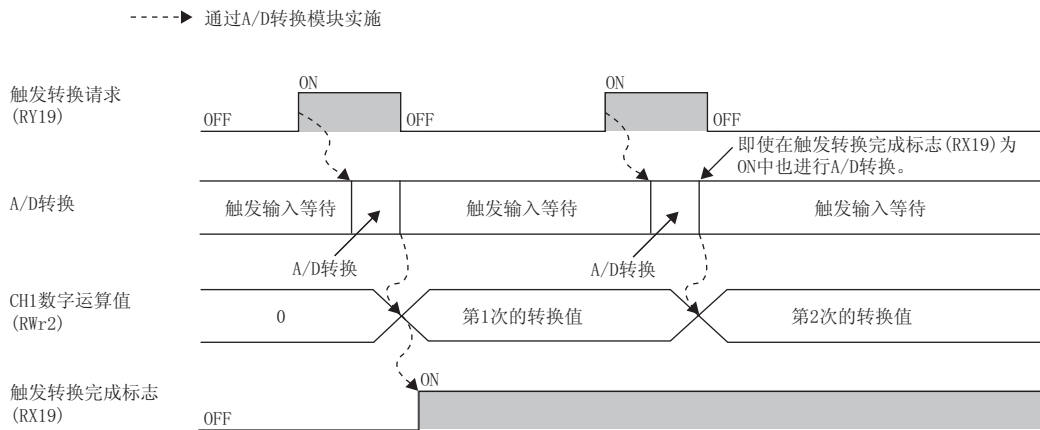 通过A/D转换模块实施
触发转换请求
(RY19)
OFF
ON
OFF
ON
OFF
即使在触发转换完成标志(RX19)为
ON中也进行A/D转换。
A/D转换
触发输入等待
触发输入等待
触发输入等待
A/D转换
A/D转换
CH1数字运算值
(RWr2)
0
第1次的转换值
第2次的转换值
触发转换完成标志
(RX19)
OFF
ON